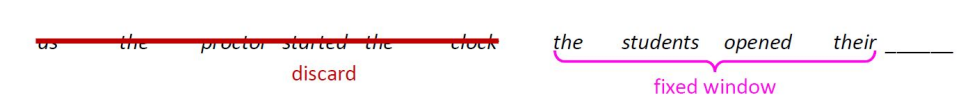 as the proctor started the clock the students opened their ______
discard
fixed window